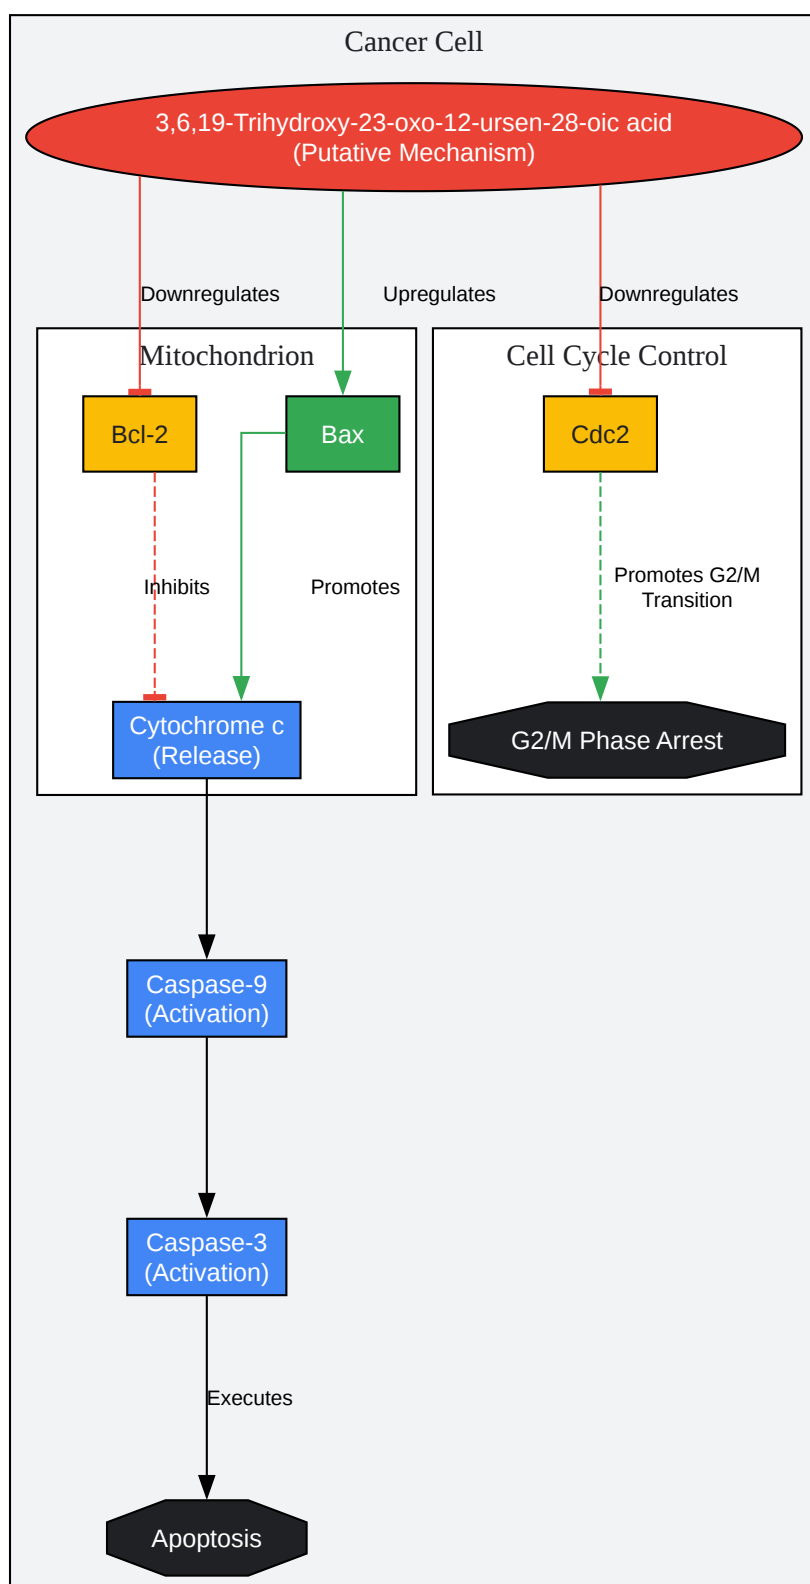 Cancer Cell
3,6,19-Trihydroxy-23-oxo-12-ursen-28-oic acid
(Putative Mechanism)
Downregulates
Upregulates
Downregulates
Mitochondrion
Cell Cycle Control
Bcl-2
Bax
Cdc2
Inhibits
Promotes
Promotes G2/M
Transition
Cytochrome c
(Release)
G2/M Phase Arrest
Caspase-9
(Activation)
Caspase-3
(Activation)
Executes
Apoptosis